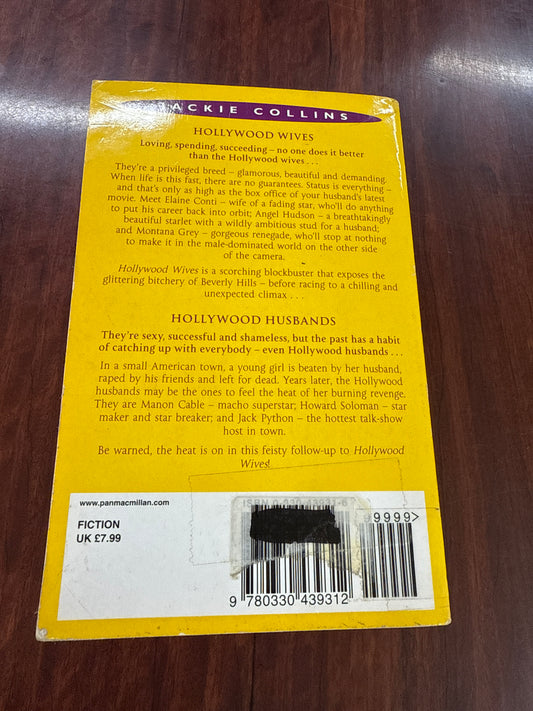 JACKIE COLLINS
HOLLYWOOD WIVES
Loving, spending, succeeding – no one does it better
than the Hollywood wives . . .
They're a privileged breed – glamorous, beautiful and demanding.
When life is this fast, there are no guarantees. Status is everything –
and that's only as high as the box office of your husband's latest
movie. Meet Elaine Conti – wife of a fading star, who'll do anything
to put his career back into orbit; Angel Hudson – a breathtakingly
beautiful starlet with a wildly ambitious stud for a husband;
and Montana Grey – gorgeous renegade, who'll stop at nothing
to make it in the male-dominated world on the other side
of the camera.
Hollywood Wives is a scorching blockbuster that exposes the
glittering bitchery of Beverly Hills – before racing to a chilling and
unexpected climax . . .
HOLLYWOOD HUSBANDS
They're sexy, successful and shameless, but the past has a habit
of catching up with everybody – even Hollywood husbands . . .
In a small American town, a young girl is beaten by her husband,
raped by his friends and left for dead. Years later, the Hollywood
husbands may be the ones to feel the heat of her burning revenge.
They are Manon Cable – macho superstar; Howard Soloman – star
maker and star breaker; and Jack Python – the hottest talk-show
host in town.
Be warned, the heat is on in this feisty follow-up to Hollywood
Wives!
www.panmacmillan.com
FICTION
UK £7.99
ISBN 0-330-43931-6
99999>
9 780330 439312